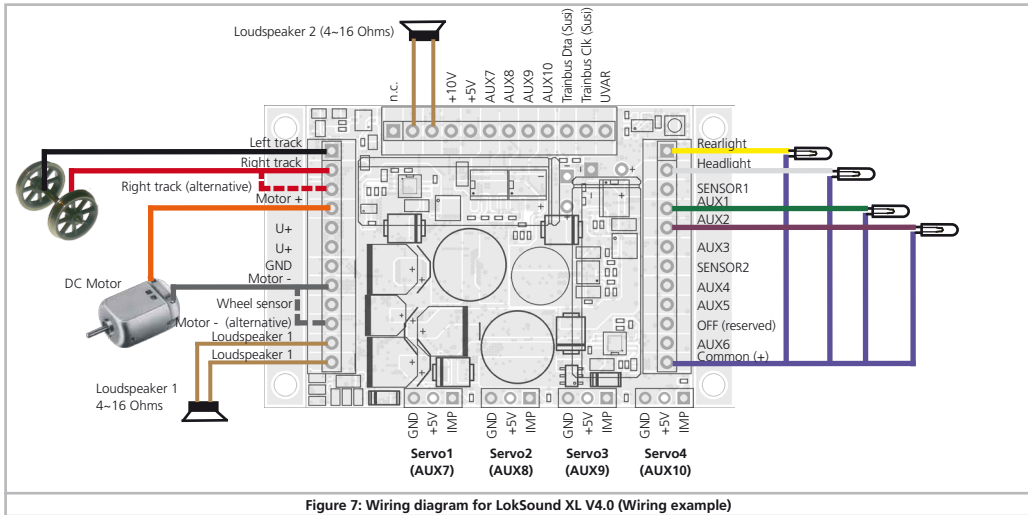 Loudspeaker 2 (4~16 Ohms)
n.c.
+10V
+5V
AUX7
AUX8
AUX9
AUX10
Trainbus Dta (Susi)
Trainbus Clk (Susi)
UVAR
Left track
Right track
Right track (alternative)
Motor +
U+
U+
GND
Motor -
DC Motor
Wheel sensor
Motor - (alternative)
Loudspeaker 1
Loudspeaker 1
Loudspeaker 1
4~16 Ohms
Rearlight
Headlight
SENSOR1
AUX1
AUX2
AUX3
SENSOR2
AUX4
AUX5
OFF (reserved)
AUX6
Common (+)
GND
+5V
IMP
GND
+5V
IMP
GND
+5V
IMP
GND
+5V
IMP
Servo1
(AUX7)
Servo2
(AUX8)
Servo3
(AUX9)
Servo4
(AUX10)
Figure 7: Wiring diagram for LokSound XL V4.0 (Wiring example)